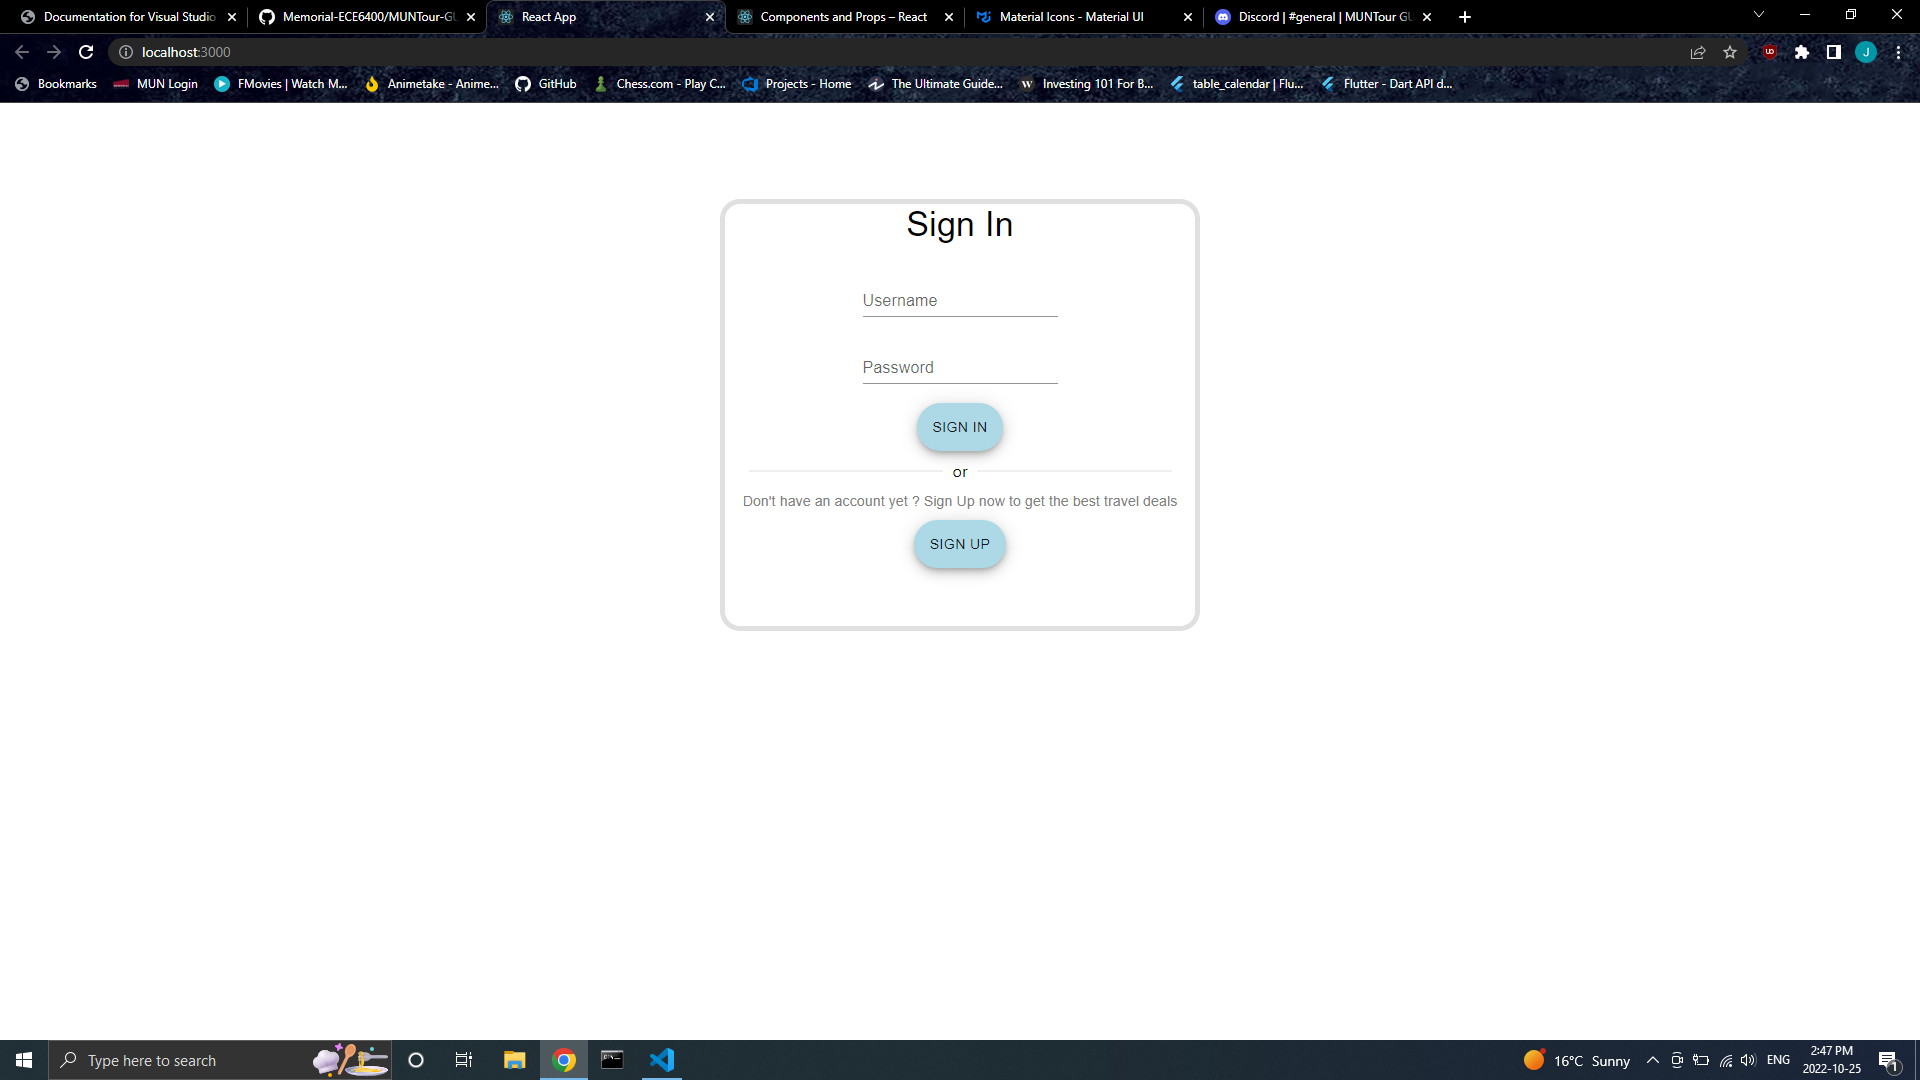 Documentation for Visual Studio
Memorial-ECE6400/MUNTour-GU
React App
Components and Props – React
Material Icons - Material UI
Discord | #general | MUNTour GU
localhost:3000
J
Bookmarks
MUN Login
FMovies | Watch M...
Animetake - Anime...
GitHub
Chess.com - Play C...
Projects - Home
The Ultimate Guide...
Investing 101 For B...
table_calendar | Flu...
Flutter - Dart API d...
Sign In
Username
Password
SIGN IN
or
Don't have an account yet ? Sign Up now to get the best travel deals
SIGN UP
Type here to search
16°C Sunny
ENG
2:47 PM
2022-10-25
1